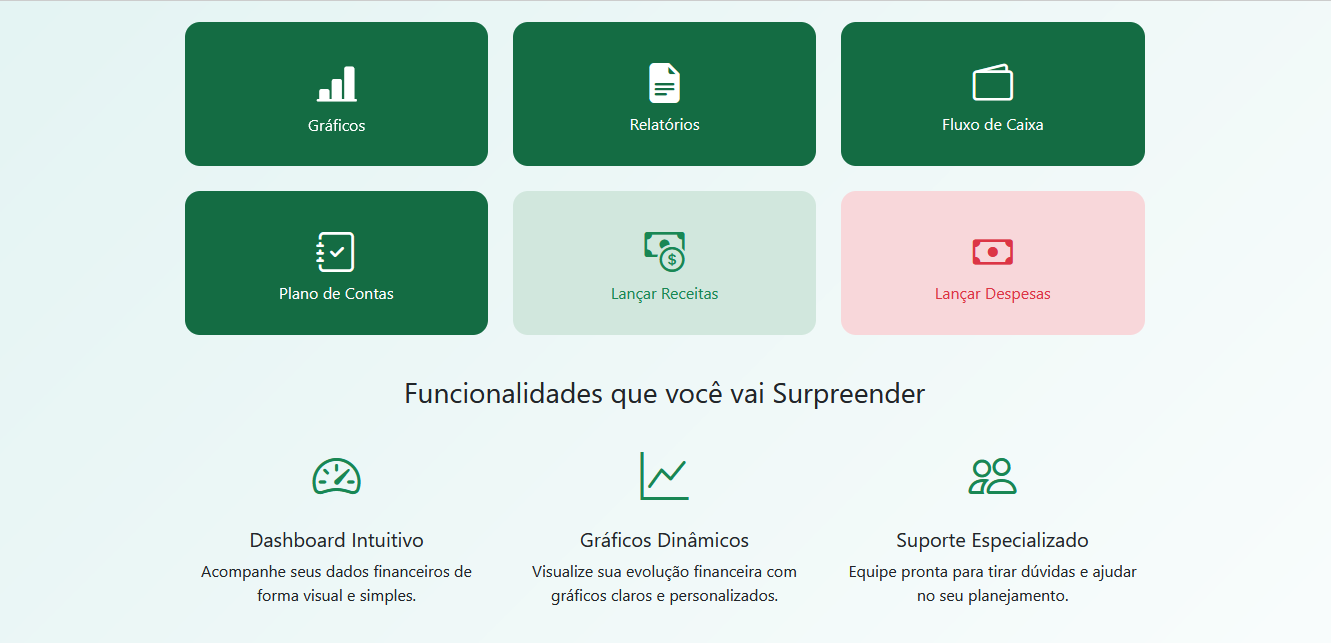 Gráficos
Relatórios
Fluxo de Caixa
Plano de Contas
$
Lançar Receitas
Lançar Despesas
Funcionalidades que você vai Surpreender
Dashboard Intuitivo
Acompanhe seus dados financeiros de
forma visual e simples.
Gráficos Dinâmicos
Visualize sua evolução financeira com
gráficos claros e personalizados.
Suporte Especializado
Equipe pronta para tirar dúvidas e ajudar
no seu planejamento.